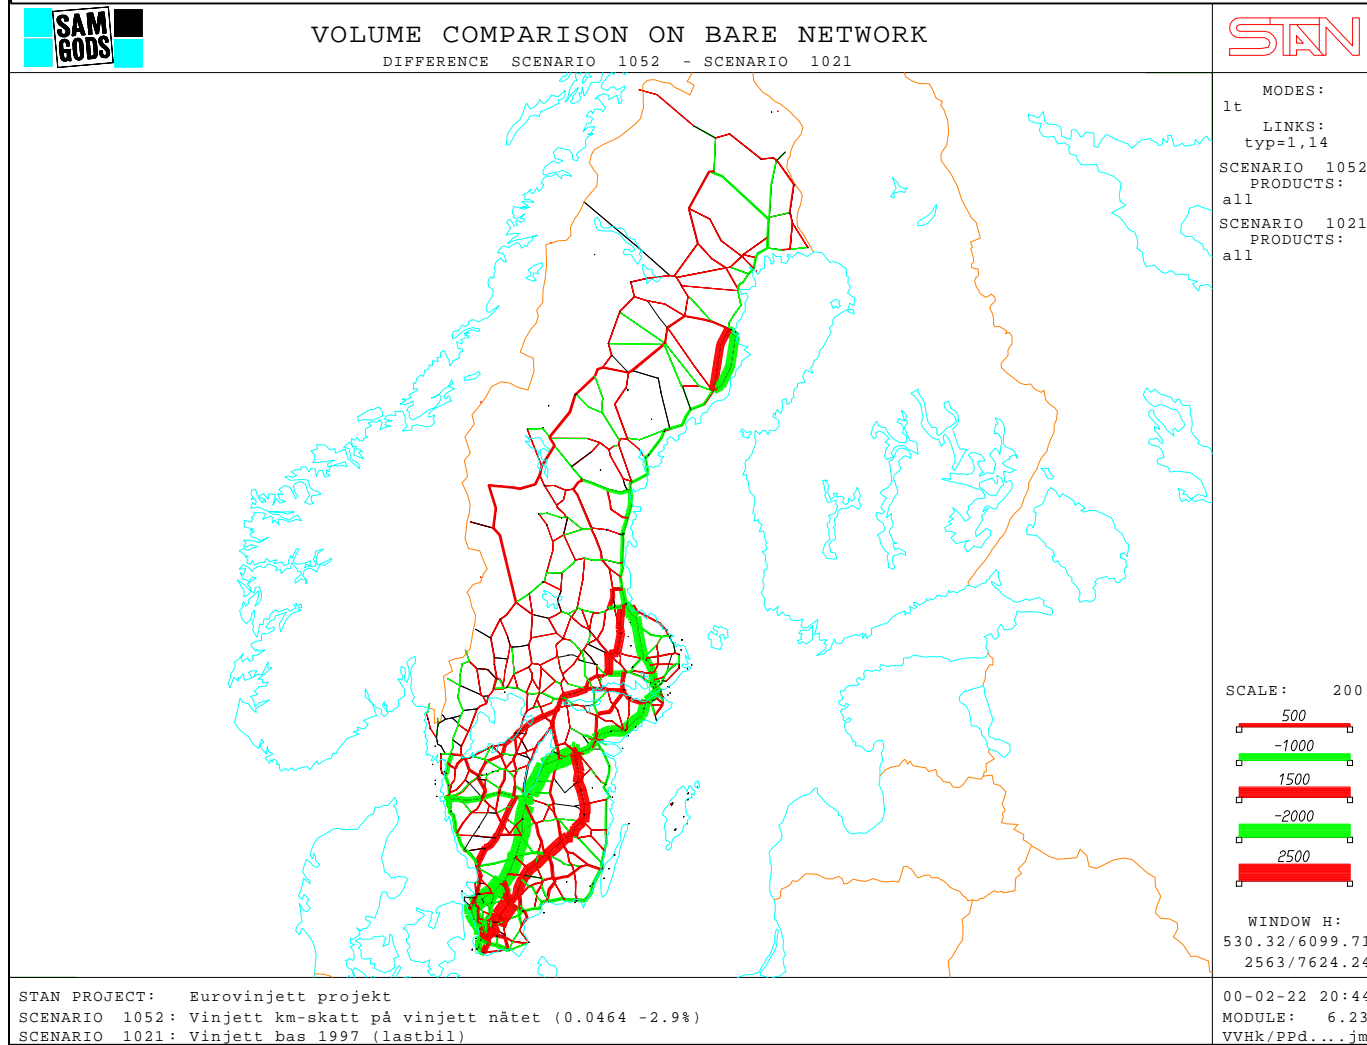 SAM
GODS
VOLUME COMPARISON ON BARE NETWORK
DIFFERENCE SCENARIO 1052 - SCENARIO 1021
STAN
MODES:
lt
LINKS:
typ=1,14
SCENARIO 1052
PRODUCTS:
all
SCENARIO 1021
PRODUCTS:
all
SCALE: 200
500
-1000
1500
-2000
2500
WINDOW H:
530.32/6099.71
2563/7624.24
STAN PROJECT: Eurovinjett projekt
SCENARIO 1052: Vinjett km-skatt på vinjett nätet (0.0464 -2.9%)
SCENARIO 1021: Vinjett bas 1997 (lastbil)
00-02-22 20:44
MODULE: 6.23
VVHk/PPd....jm